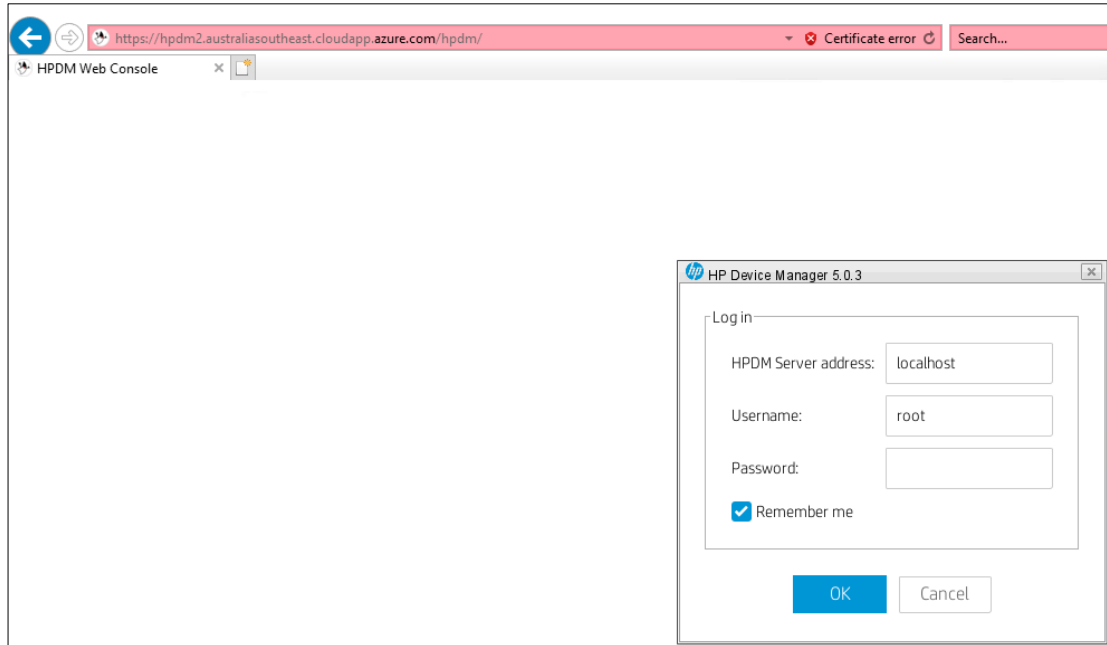 https://hpdm2.australiasoutheast.cloudapp.azure.com/hpdm/ Certificate error Search...
HPDM Web Console
hp HP Device Manager 5.0.3
Log in
HPDM Server address: localhost
Username: root
Password:
Remember me
OK Cancel